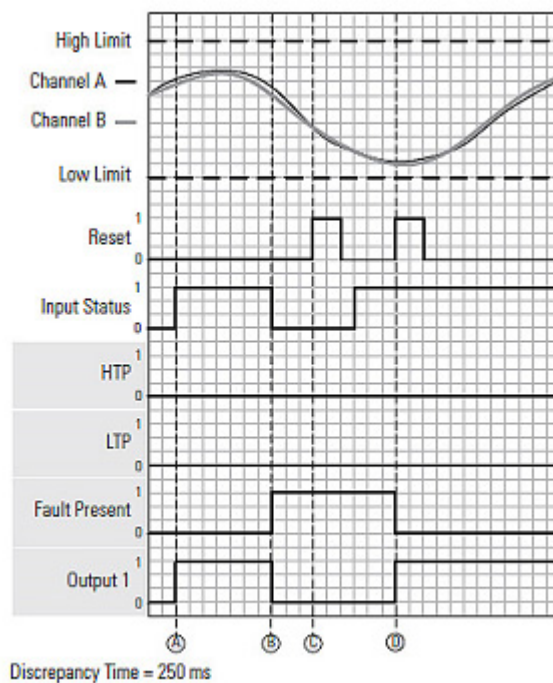 High Limit
Channel A
Channel B
Low Limit
1
Reset
0
1
Input Status
0
1
HTP
0
1
LTP
0
1
Fault Present
0
1
Output 1
0
A B C D
Discrepancy Time = 250 ms